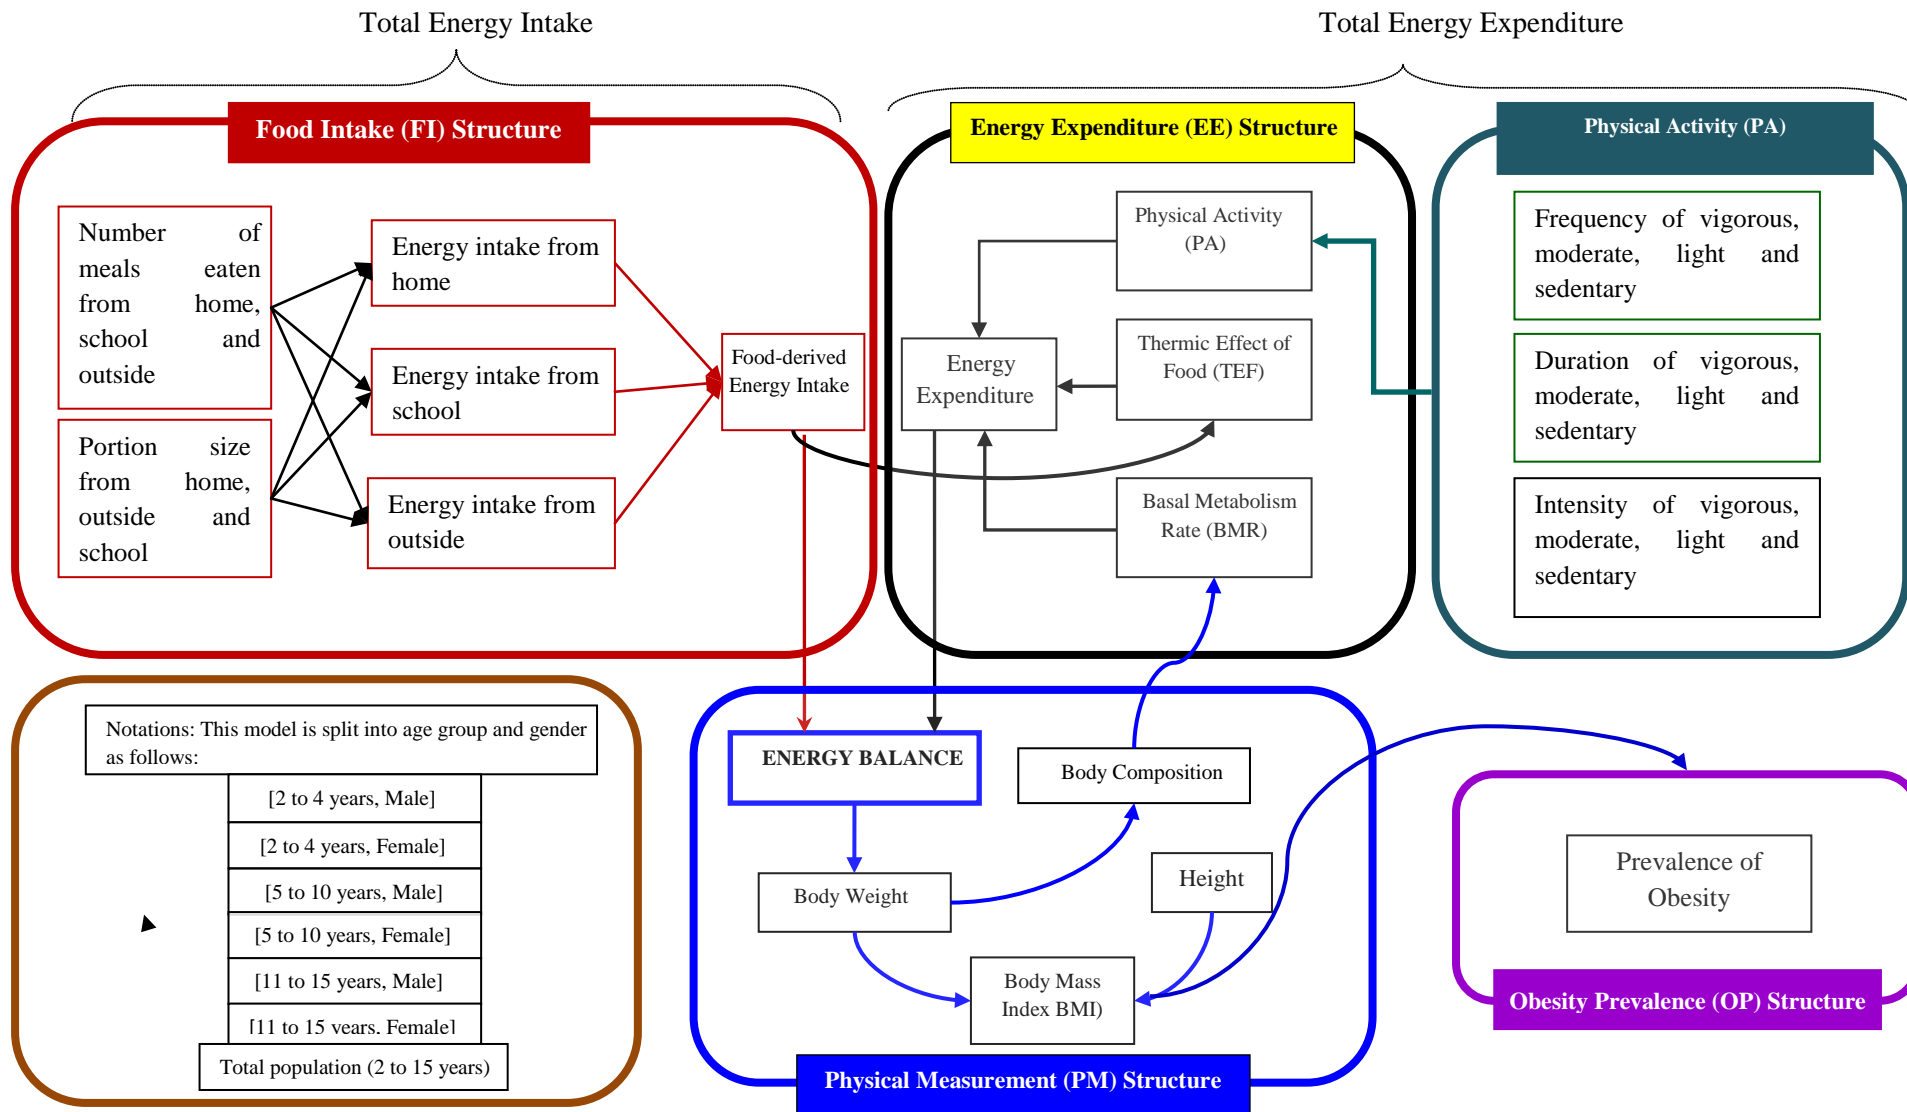 Total Energy Intake
Total Energy Expenditure
Food Intake (FI) Structure
Number of
meals eaten
from home,
school and
outside
Portion size
from home,
outside and
school
Energy intake from
home
Energy intake from
school
Energy intake from
outside
Food-derived
Energy Intake
Energy Expenditure (EE) Structure
Physical Activity
(PA)
Energy
Expenditure
Thermic Effect of
Food (TEF)
Basal Metabolism
Rate (BMR)
Physical Activity (PA)
Frequency of vigorous,
moderate, light and
sedentary
Duration of vigorous,
moderate, light and
sedentary
Intensity of vigorous,
moderate, light and
sedentary
Notations: This model is split into age group and gender
as follows:
[2 to 4 years, Male]
[2 to 4 years, Female]
[5 to 10 years, Male]
[5 to 10 years, Female]
[11 to 15 years, Male]
[11 to 15 years, Female]
Total population (2 to 15 years)
ENERGY BALANCE
Body Composition
Body Weight
Height
Body Mass
Index BMI)
Physical Measurement (PM) Structure
Prevalence of
Obesity
Obesity Prevalence (OP) Structure